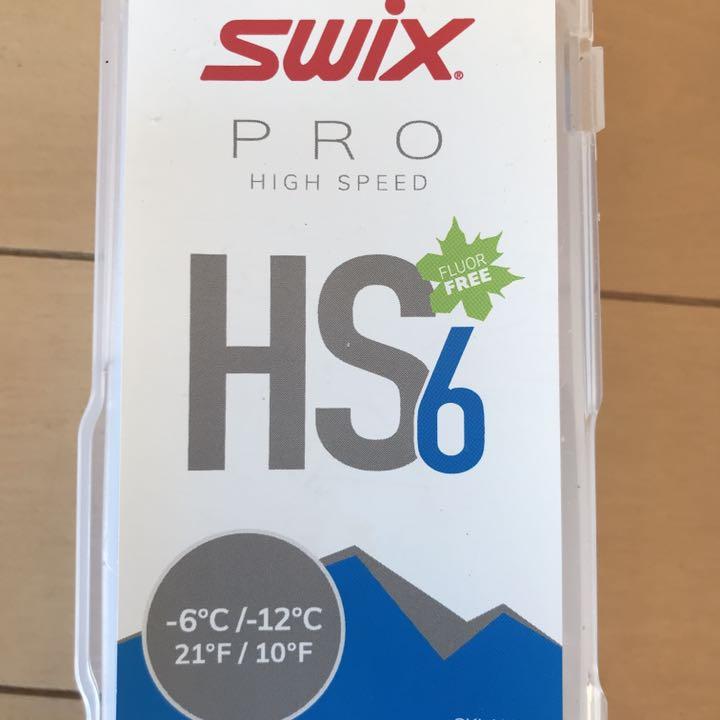 SWIX®
PRO
HIGH SPEED
FLUOR
FREE
HS6
-6°C /-12°C
21°F / 10°F